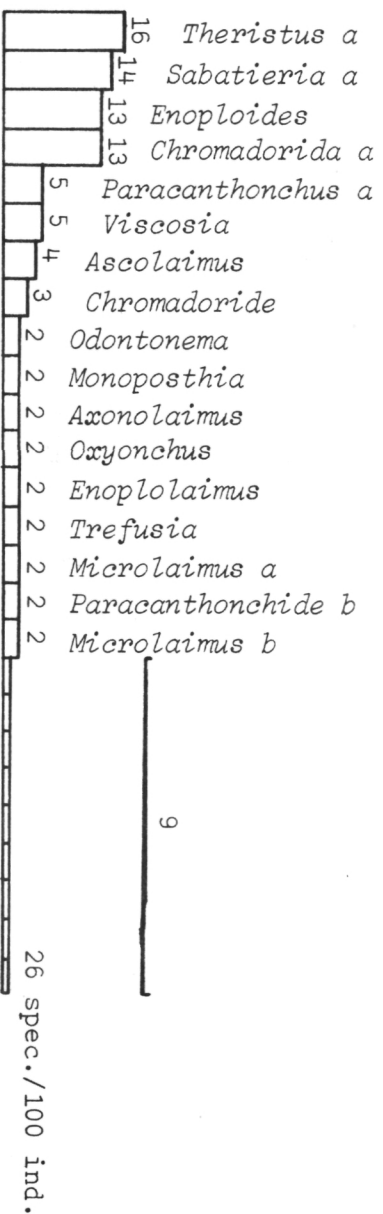 16 Theristus a
14 Sabatieria a
13 Enoploides
13 Chromadorida a
5 Paracanthonchus a
5 Viscosia
4 Ascolaimus
3 Chromadoride
2 Odontonema
2 Monoposthia
2 Axonolaimus
2 Oxyonchus
2 Enoplolaimus
2 Trefusia
2 Microlaimus a
2 Paracanthonchide b
2 Microlaimus b
9
26 spec./100 ind.